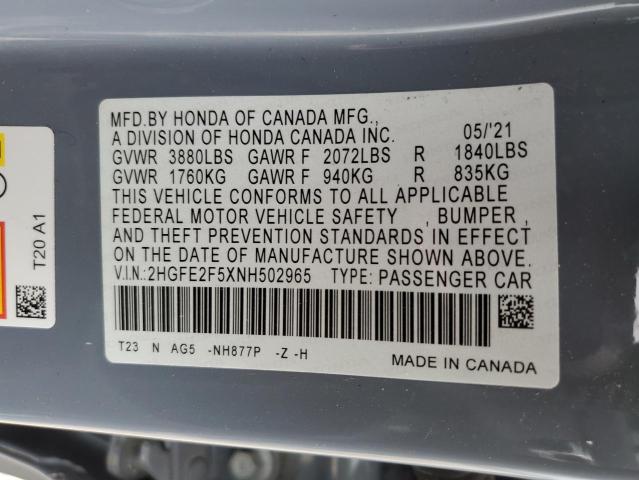 MFD.BY HONDA OF CANADA MFG.,
A DIVISION OF HONDA CANADA INC. 05/'21
GVWR 3880LBS GAWR F 2072LBS R 1840LBS
GVWR 1760KG GAWR F 940KG R 835KG
THIS VEHICLE CONFORMS TO ALL APPLICABLE
FEDERAL MOTOR VEHICLE SAFETY , BUMPER ,
AND THEFT PREVENTION STANDARDS IN EFFECT
ON THE DATE OF MANUFACTURE SHOWN ABOVE.
V.I.N.:2HGFE2F5XNH502965 TYPE: PASSENGER CAR
T23 N AG5 -NH877P -Z -H
MADE IN CANADA
T20 A1